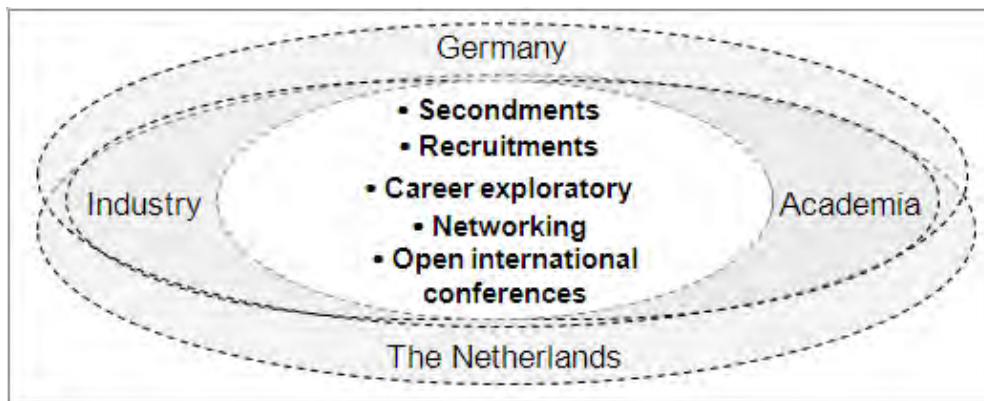 Germany
• Secondments
• Recruitments
• Career exploratory
Industry
Academia
• Networking
• Open international
conferences
The Netherlands